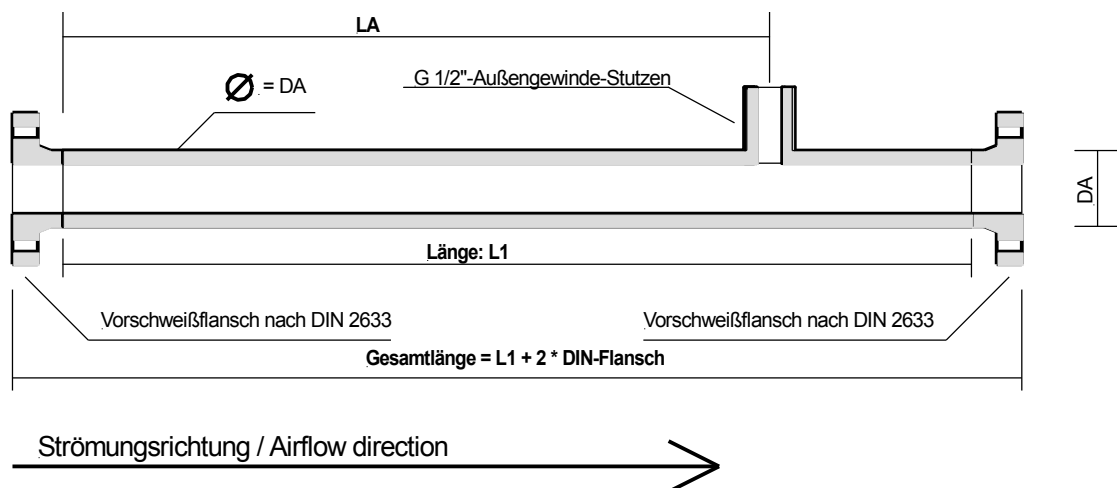 LA
G 1/2"-Außengewinde-Stutzen
Ø = DA
DA
Länge: L1
Vorschweißflansch nach DIN 2633
Vorschweißflansch nach DIN 2633
Gesamtlänge = L1 + 2 * DIN-Flansch
Strömungsrichtung / Airflow direction